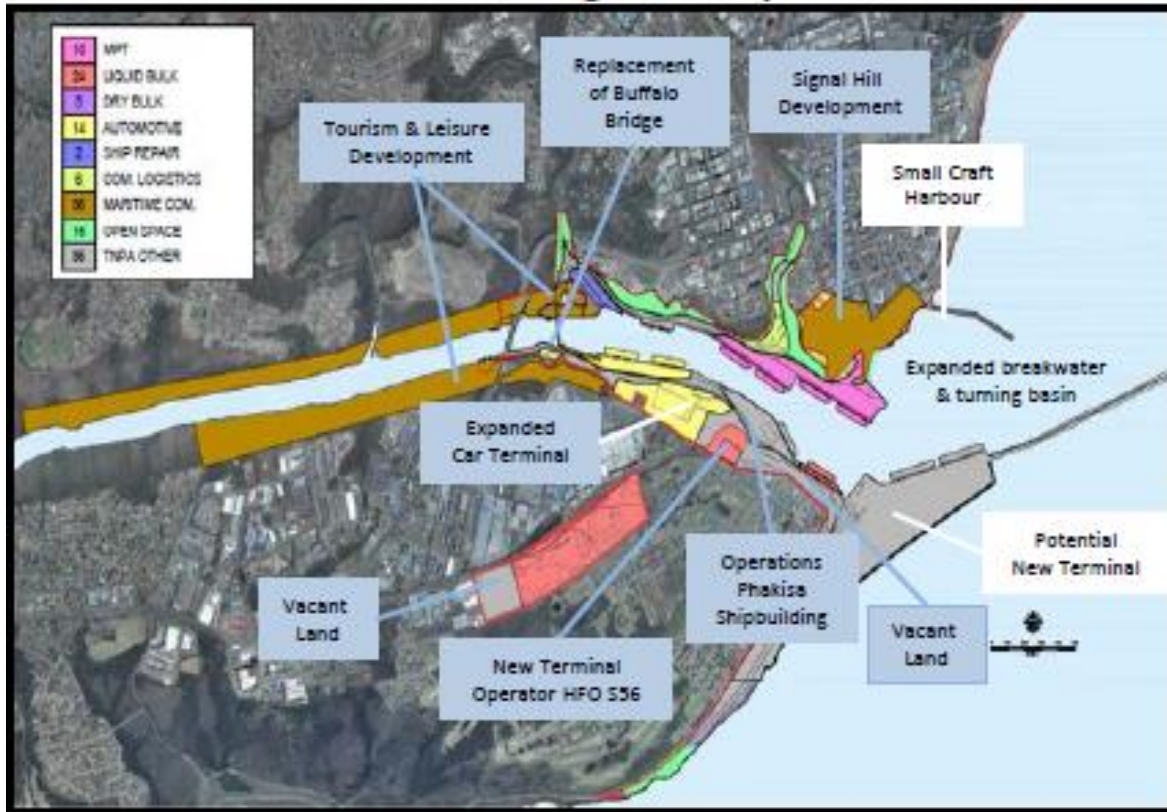 MPT
LIQUID BULK
DRY BULK
AUTOMOTIVE
SHIP REPAIR
COM. LOGISTICS
MARITIME COM.
OPEN SPACE
TNPA OTHER
Tourism & Leisure
Development
Replacement
of Buffalo
Bridge
Signal Hill
Development
Small Craft
Harbour
Expanded breakwater
& turning basin
Expanded
Car Terminal
Vacant
Land
New Terminal
Operator HFO S56
Operations
Phakisa
Shipbuilding
Vacant
Land
Potential
New Terminal